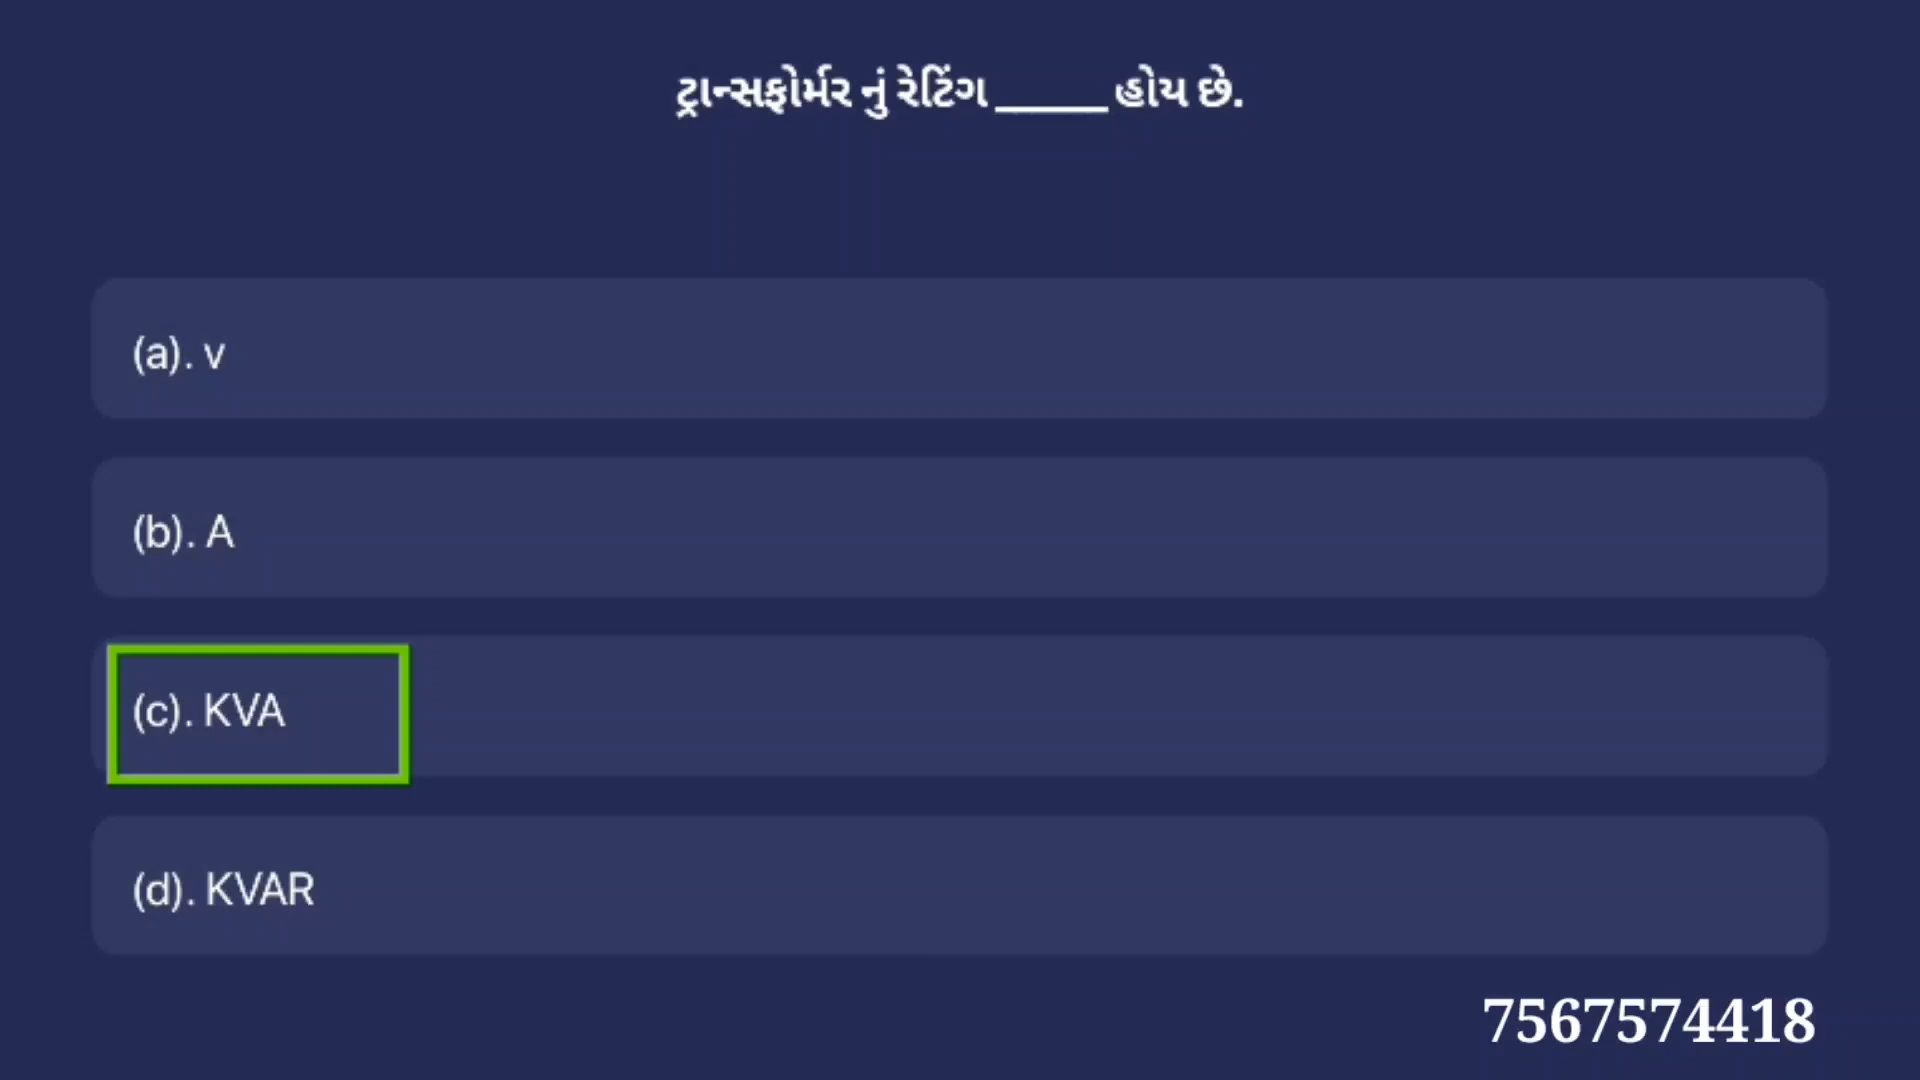 ટ્રાન્સફોર્મર નું રેટિંગ _____ હોય છે.
(a). v
(b). A
(c). KVA
(d). KVAR
7567574418